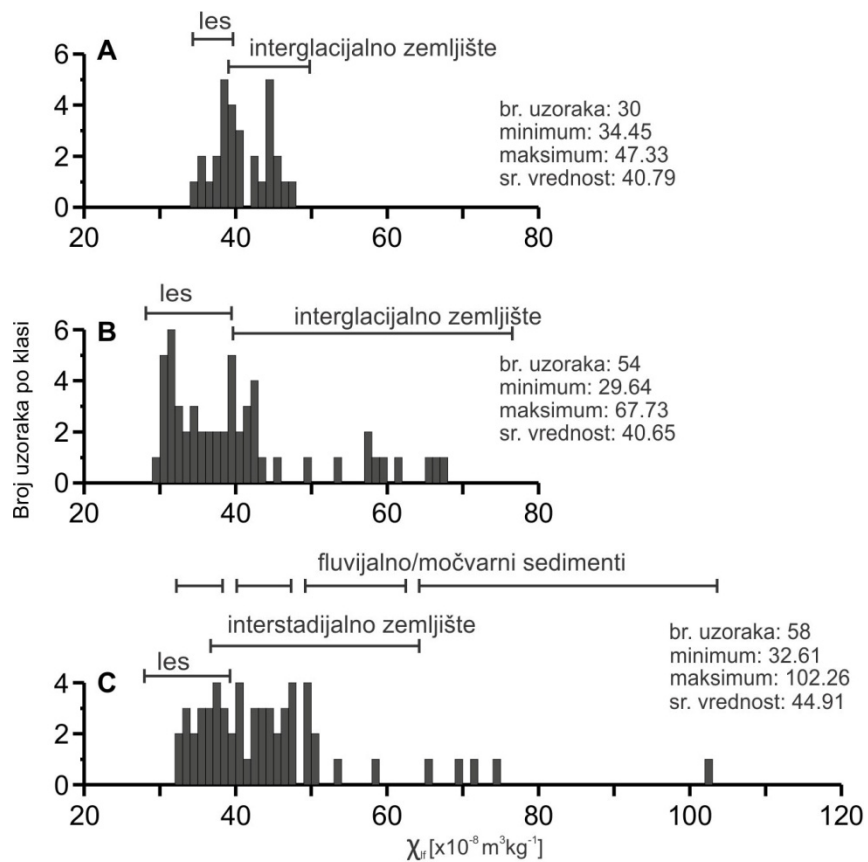 les
A
interglacijalno zemljište
6
4
2
0
br. uzoraka: 30
minimum: 34.45
maksimum: 47.33
sr. vrednost: 40.79
20 40 60 80
les
B
interglacijalno zemljište
6
4
2
0
br. uzoraka: 54
minimum: 29.64
maksimum: 67.73
sr. vrednost: 40.65
20 40 60 80
Broj uzoraka po klasi
fluvijalno/močvarni sedimenti
interstadijalno zemljište
les
C
4
2
0
br. uzoraka: 58
minimum: 32.61
maksimum: 102.26
sr. vrednost: 44.91
20 40 60 80 100 120
χlf [x10⁻⁸ m³kg⁻¹]